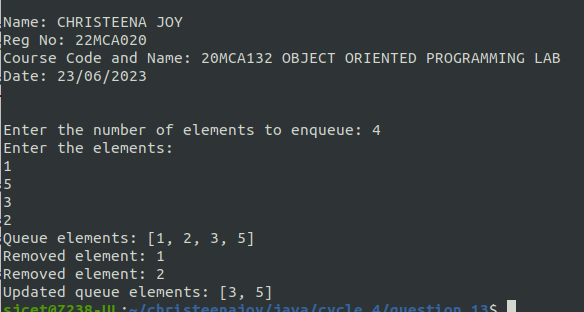 Name: CHRISTEENA JOY
Reg No: 22MCA020
Course Code and Name: 20MCA132 OBJECT ORIENTED PROGRAMMING LAB
Date: 23/06/2023
Enter the number of elements to enqueue: 4
Enter the elements:
1
5
3
2
Queue elements: [1, 2, 3, 5]
Removed element: 1
Removed element: 2
Updated queue elements: [3, 5]
sjcet@Z238-UL:~/christeenajoy/java/cycle 4/question 13$